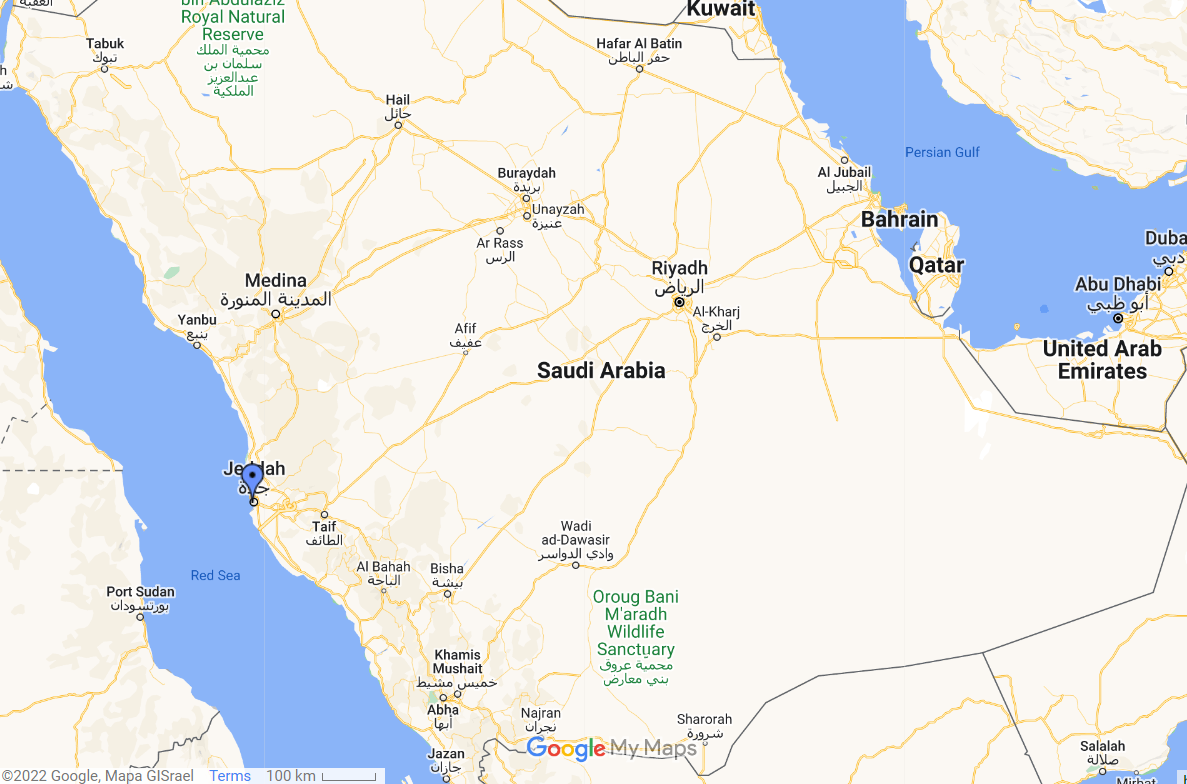 العقبة
bin Abdulaziz
Royal Natural
Reserve
محمية الملك
سلمان بن
عبدالعزيز
الملكية
Kuwait
Tabuk
تبوك
Hafar Al Batin
حفر الباطن
Hail
حائل
Persian Gulf
Al Jubail
الجبيل
Buraydah
بريدة
Unayzah
عنيزة
Ar Rass
الرس
Bahrain
Qatar
Duba
دبي
Abu Dhabi
أبو ظبي
Riyadh
الرياض
Al-Kharj
الخرج
Medina
المدينة المنورة
Yanbu
ينبع
Afif
عفيف
Saudi Arabia
United Arab
Emirates
جدة
Taif
الطائف
Wadi
ad-Dawasir
وادي الدواسر
Al Bahah
الباحة
Bisha
بيشة
Red Sea
Port Sudan
بورتسودان
Oroug Bani
M'aradh
Wildlife
Sanctuary
محمية عروق
بني معارض
Khamis
Mushait
خميس مشيط
Abha
أبها
Najran
نجران
Sharorah
شرورة
Jazan
جازان
Salalah
صلالة
Mirbat
Google My Maps
©2022 Google, Mapa GISrael Terms 100 km